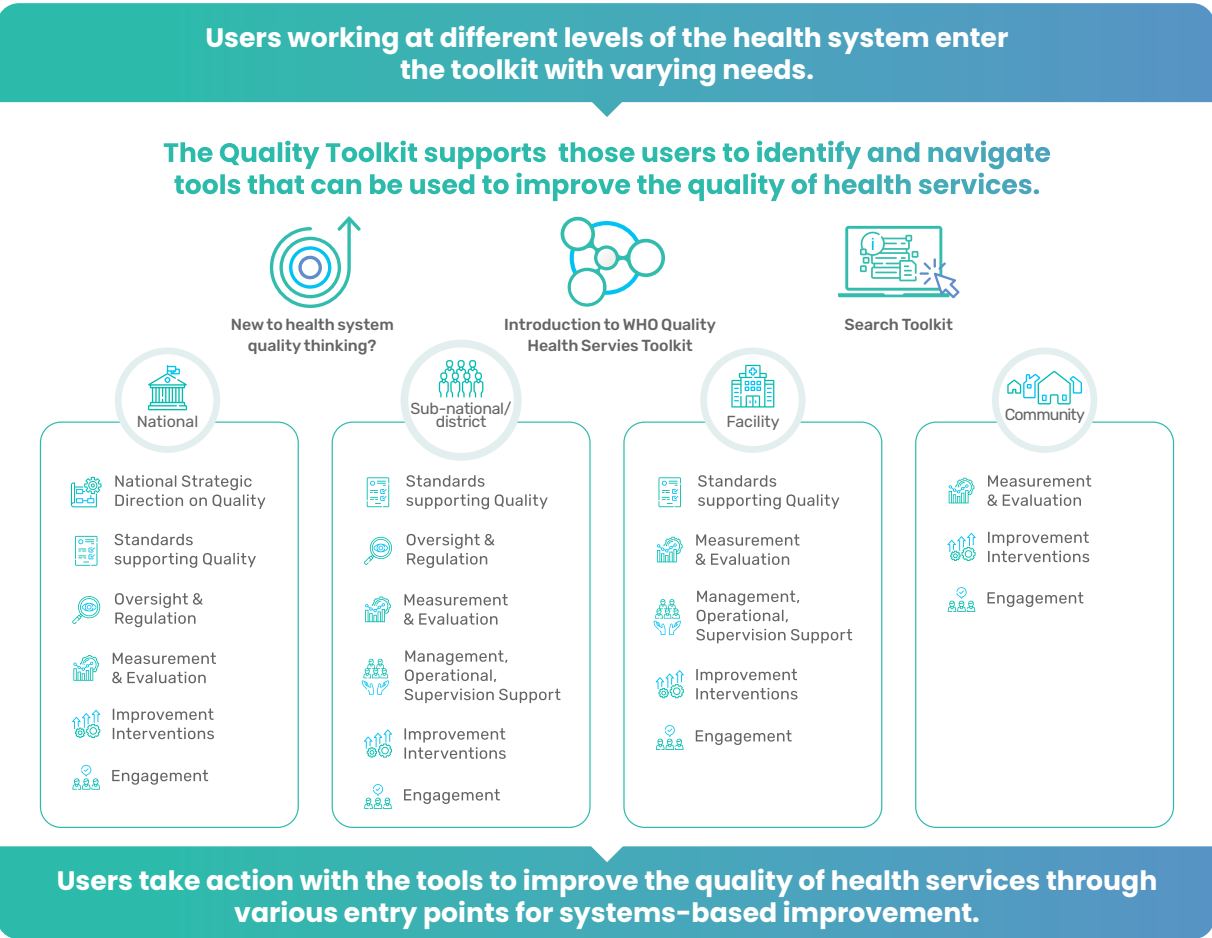 Users working at different levels of the health system enter
the toolkit with varying needs.
The Quality Toolkit supports those users to identify and navigate
tools that can be used to improve the quality of health services.
New to health system
quality thinking?
Introduction to WHO Quality
Health Servies Toolkit
Search Toolkit
National
National Strategic
Direction on Quality
Standards
supporting Quality
Oversight &
Regulation
Measurement
& Evaluation
Improvement
Interventions
Engagement
Sub-national/
district
Standards
supporting Quality
Oversight &
Regulation
Measurement
& Evaluation
Management,
Operational,
Supervision Support
Improvement
Interventions
Engagement
Facility
Standards
supporting Quality
Measurement
& Evaluation
Management,
Operational,
Supervision Support
Improvement
Interventions
Engagement
Community
Measurement
& Evaluation
Improvement
Interventions
Engagement
Users take action with the tools to improve the quality of health services through
various entry points for systems-based improvement.